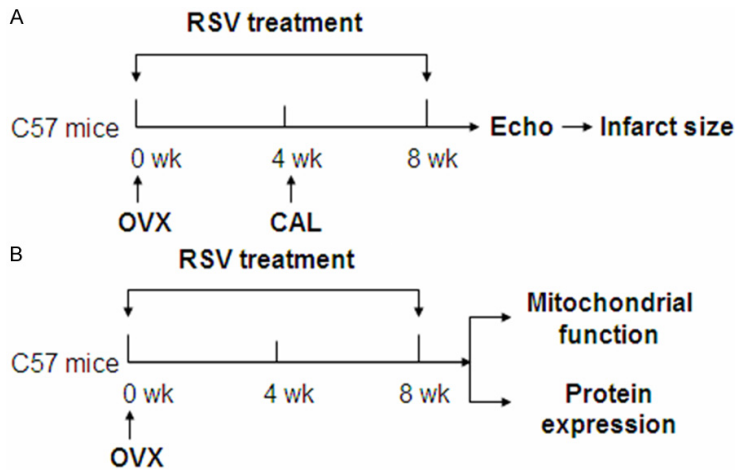 A
RSV treatment
C57 mice
Echo → Infarct size
0 wk 4 wk 8 wk
OVX CAL
B
RSV treatment
Mitochondrial
function
C57 mice
0 wk 4 wk 8 wk
Protein
expression
OVX